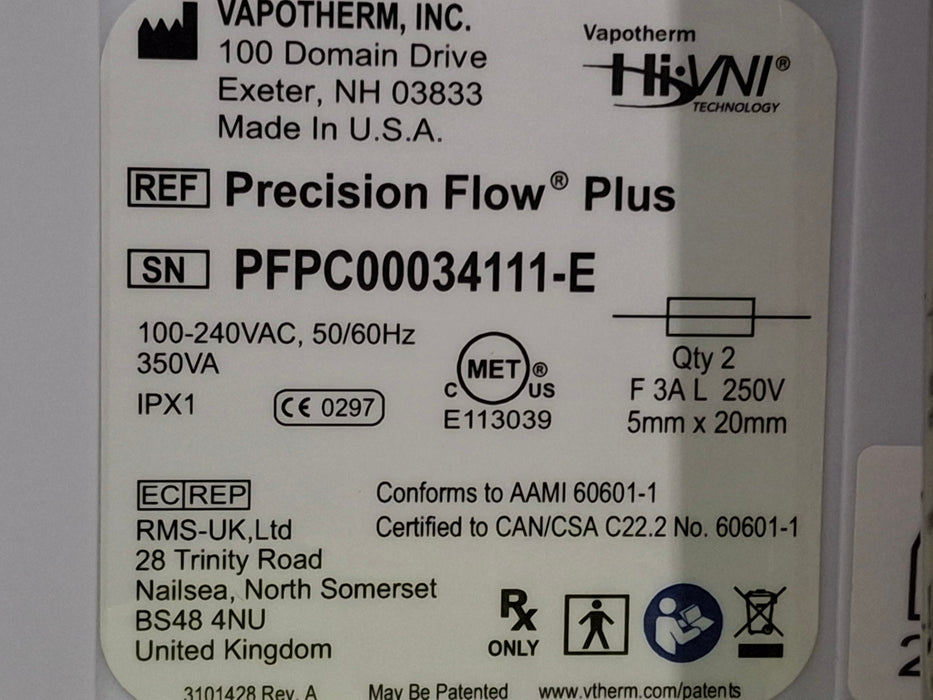 VAPOTHERM, INC.
100 Domain Drive
Exeter, NH 03833
Made In U.S.A.
Vapotherm
Hi-VNI®
TECHNOLOGY
REF Precision Flow® Plus
SN PFPC00034111-E
100-240VAC, 50/60Hz
350VA
IPX1
CE 0297
C MET® US
E113039
Qty 2
F 3A L 250V
5mm x 20mm
EC REP
RMS-UK,Ltd
28 Trinity Road
Nailsea, North Somerset
BS48 4NU
United Kingdom
Conforms to AAMI 60601-1
Certified to CAN/CSA C22.2 No. 60601-1
Rx
ONLY
3101428 Rev. A May Be Patented www.vtherm.com/patents